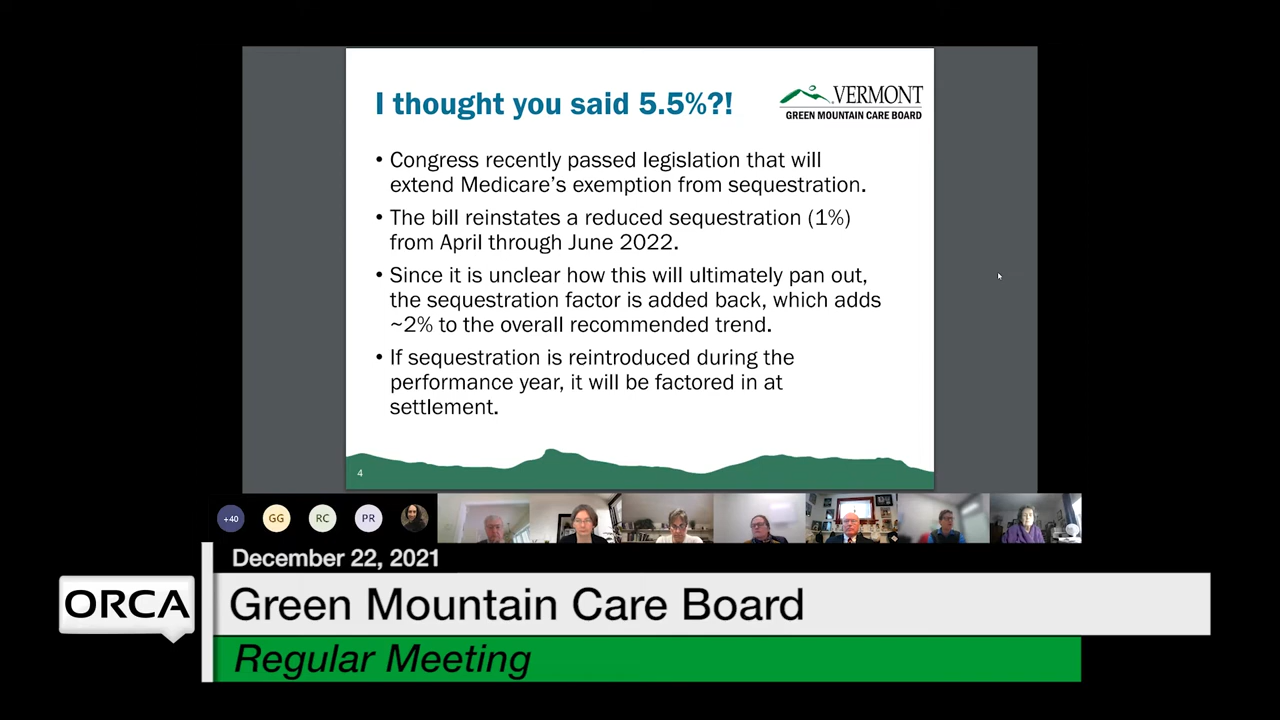 I thought you said 5.5%?!
VERMONT
GREEN MOUNTAIN CARE BOARD
• Congress recently passed legislation that will
extend Medicare's exemption from sequestration.
• The bill reinstates a reduced sequestration (1%)
from April through June 2022.
• Since it is unclear how this will ultimately pan out,
the sequestration factor is added back, which adds
~2% to the overall recommended trend.
• If sequestration is reintroduced during the
performance year, it will be factored in at
settlement.
4
+40
GG
RC
PR
December 22, 2021
ORCA
Green Mountain Care Board
Regular Meeting